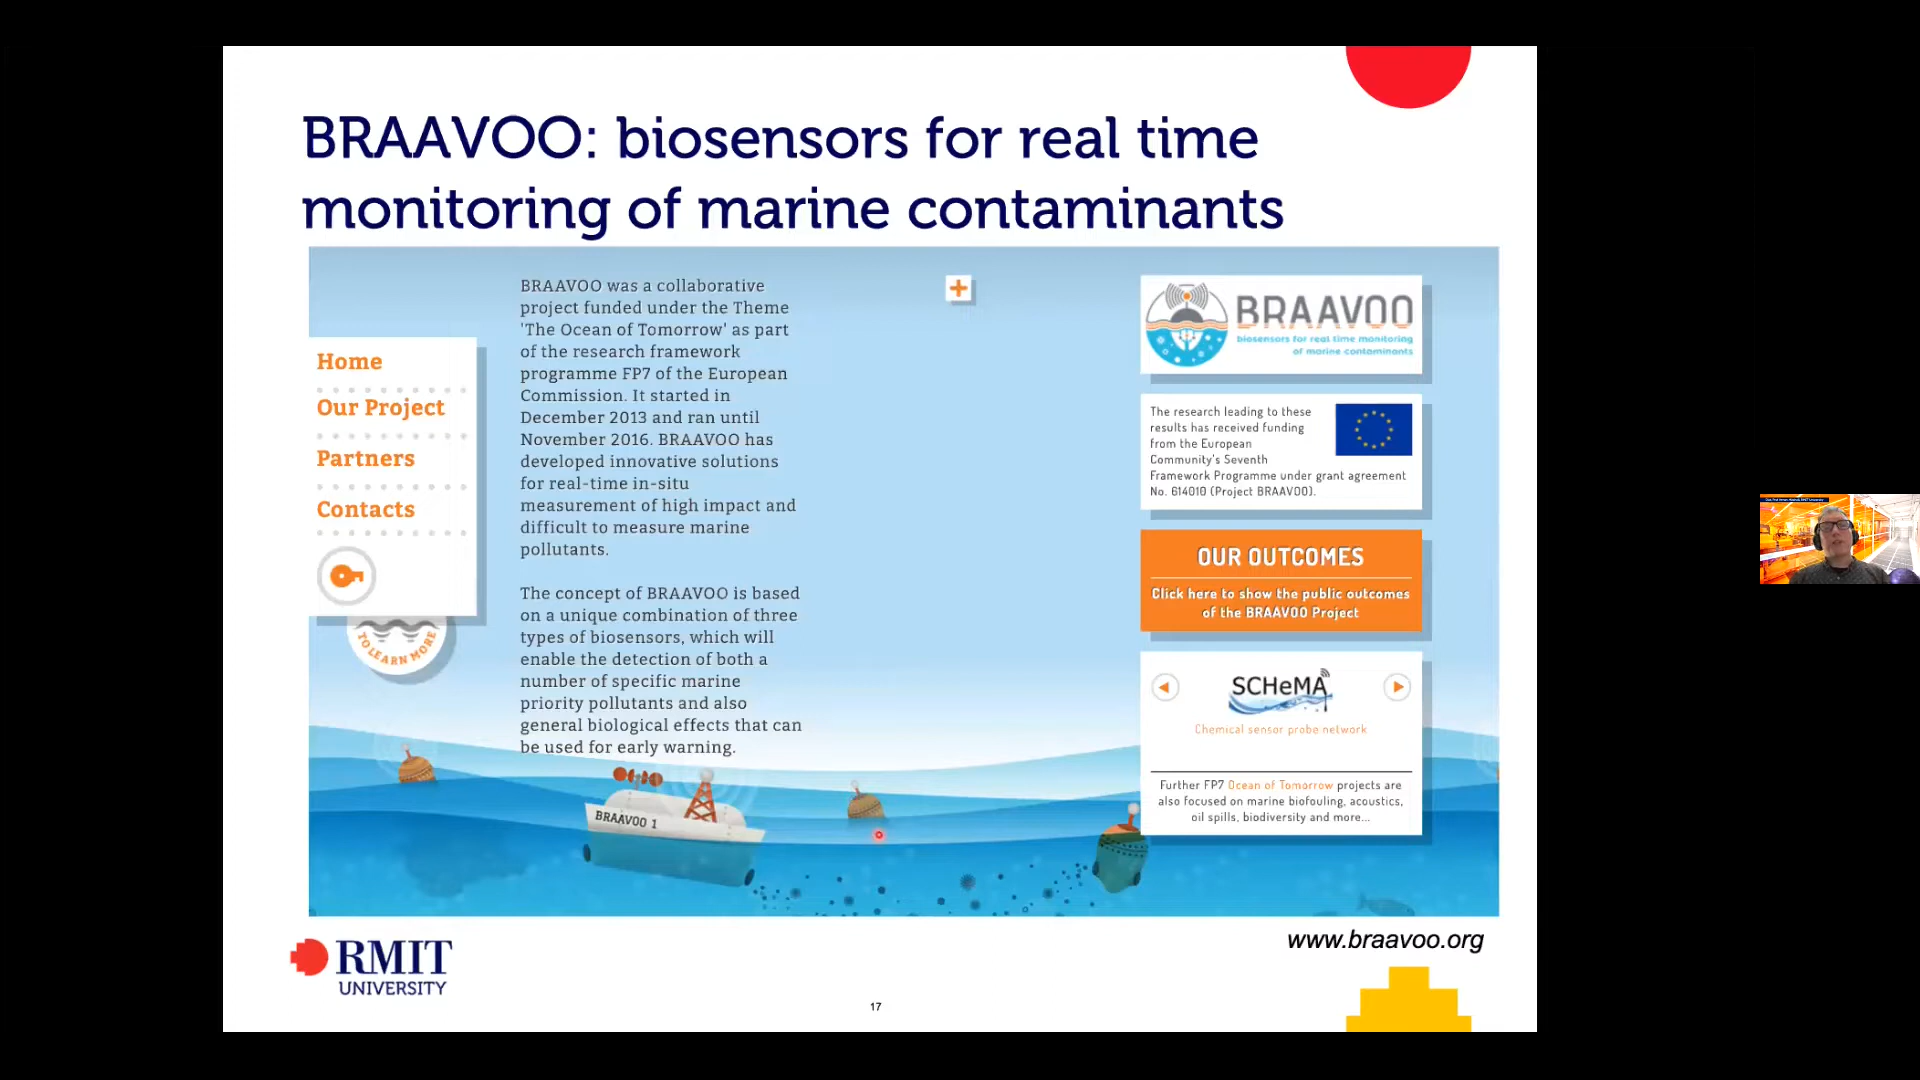 BRAAVOO: biosensors for real time
monitoring of marine contaminants
Home
Our Project
Partners
Contacts
TO LEARN MORE
BRAAVOO was a collaborative
project funded under the Theme
'The Ocean of Tomorrow' as part
of the research framework
programme FP7 of the European
Commission. It started in
December 2013 and ran until
November 2016. BRAAVOO has
developed innovative solutions
for real-time in-situ
measurement of high impact and
difficult to measure marine
pollutants.
The concept of BRAAVOO is based
on a unique combination of three
types of biosensors, which will
enable the detection of both a
number of specific marine
priority pollutants and also
general biological effects that can
be used for early warning.
BRAAVOO 1
BRAAVOO
biosensors for real time monitoring
of marine contaminants
The research leading to these
results has received funding
from the European
Community's Seventh
Framework Programme under grant agreement
No. 614010 (Project BRAAVOO).
OUR OUTCOMES
Click here to show the public outcomes
of the BRAAVOO Project
SCHeMA
Chemical sensor probe network
Further FP7 Ocean of Tomorrow projects are
also focused on marine biofouling, acoustics,
oil spills, biodiversity and more...
www.braavoo.org
RMIT
UNIVERSITY
17